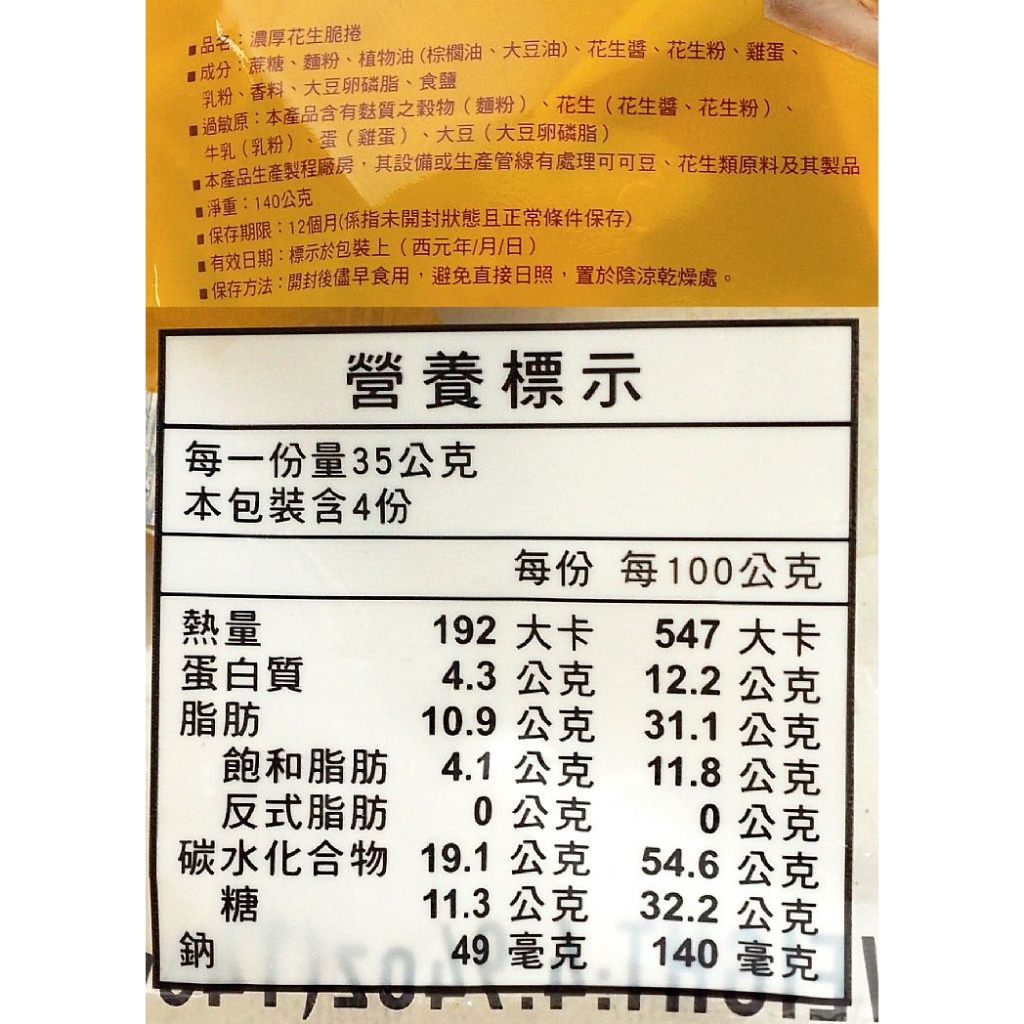 ■品名：濃厚花生脆捲
■成分：蔗糖、麵粉、植物油(棕櫚油、大豆油)、花生醬、花生粉、雞蛋、
乳粉、香料、大豆卵磷脂、食鹽
■過敏原：本產品含有麩質之穀物（麵粉）、花生（花生醬、花生粉）、
牛乳（乳粉）、蛋（雞蛋）、大豆（大豆卵磷脂）
■本產品生產製程廠房，其設備或生產管線有處理可可豆、花生類原料及其製品
■淨重：140公克
■保存期限：12個月(係指未開封狀態且正常條件保存)
■有效日期：標示於包裝上（西元年/月/日）
■保存方法：開封後儘早食用，避免直接日照，置於陰涼乾燥處。
營養標示
每一份量35公克
本包裝含4份
每份 每100公克
熱量 192 大卡 547 大卡
蛋白質 4.3 公克 12.2 公克
脂肪 10.9 公克 31.1 公克
飽和脂肪 4.1 公克 11.8 公克
反式脂肪 0 公克 0 公克
碳水化合物 19.1 公克 54.6 公克
糖 11.3 公克 32.2 公克
鈉 49 毫克 140 毫克